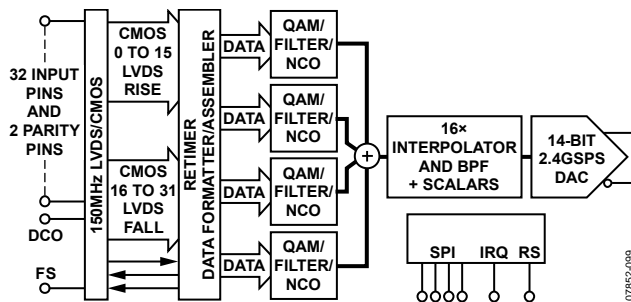 32 INPUT
PINS
AND
2 PARITY
PINS
DCO
FS
150MHz LVDS/CMOS
CMOS
0 TO 15
LVDS
RISE
CMOS
16 TO 31
LVDS
FALL
RETIMER
DATA FORMATTER/ASSEMBLER
DATA
QAM/
FILTER/
NCO
DATA
QAM/
FILTER/
NCO
DATA
QAM/
FILTER/
NCO
DATA
QAM/
FILTER/
NCO
+
16×
INTERPOLATOR
AND BPF
+ SCALARS
14-BIT
2.4GSPS
DAC
SPI IRQ RS
07852-099